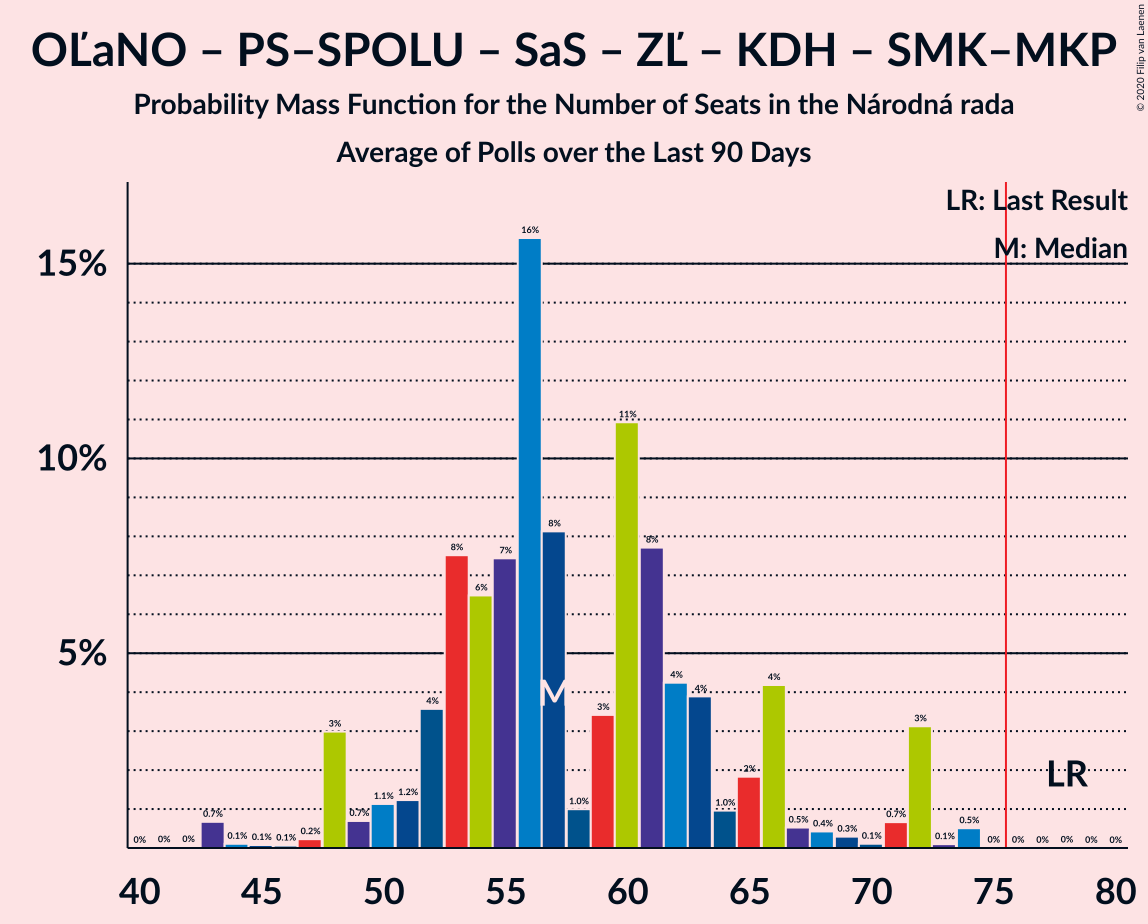 OĽaNO – PS–SPOLU – SaS – ZĽ – KDH – SMK–MKP
Probability Mass Function for the Number of Seats in the Národná rada
Average of Polls over the Last 90 Days
© 2020 Filip van Laenen
LR: Last Result
M: Median
15%
10%
5%
0% 0% 0% 0.7% 0.1% 0.1% 0.1% 0.2% 3% 0.7% 1.1% 1.2% 4% 8% 6% 7% 16% 8% 1.0% 3% 11% 8% 4% 4% 1.0% 2% 4% 0.5% 0.4% 0.3% 0.1% 0.7% 3% 0.1% 0.5% 0% 0% 0% 0% 0% 0%
M
LR
40 45 50 55 60 65 70 75 80